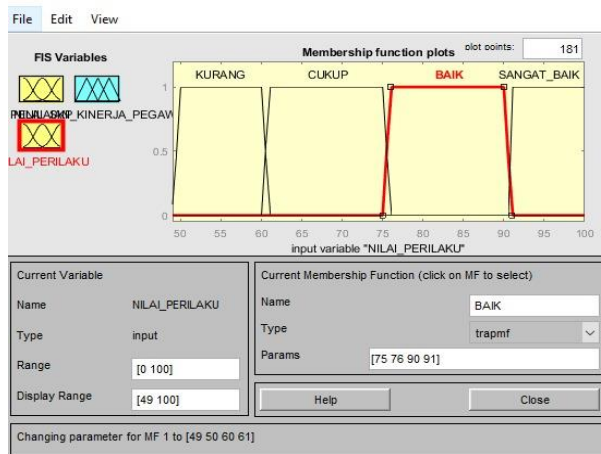 File Edit View
FIS Variables
KINERJA_PEGAW
LAI_PERILAKU
Membership function plots
plot points: 181
KURANG CUKUP BAIK SANGAT_BAIK
1
0.5
0
50 55 60 65 70 75 80 85 90 95 100
input variable "NILAI_PERILAKU"
Current Variable
Name NILAI_PERILAKU
Type input
Range [0 100]
Display Range [49 100]
Current Membership Function (click on MF to select)
Name BAIK
Type trapmf
Params [75 76 90 91]
Help Close
Changing parameter for MF 1 to [49 50 60 61]